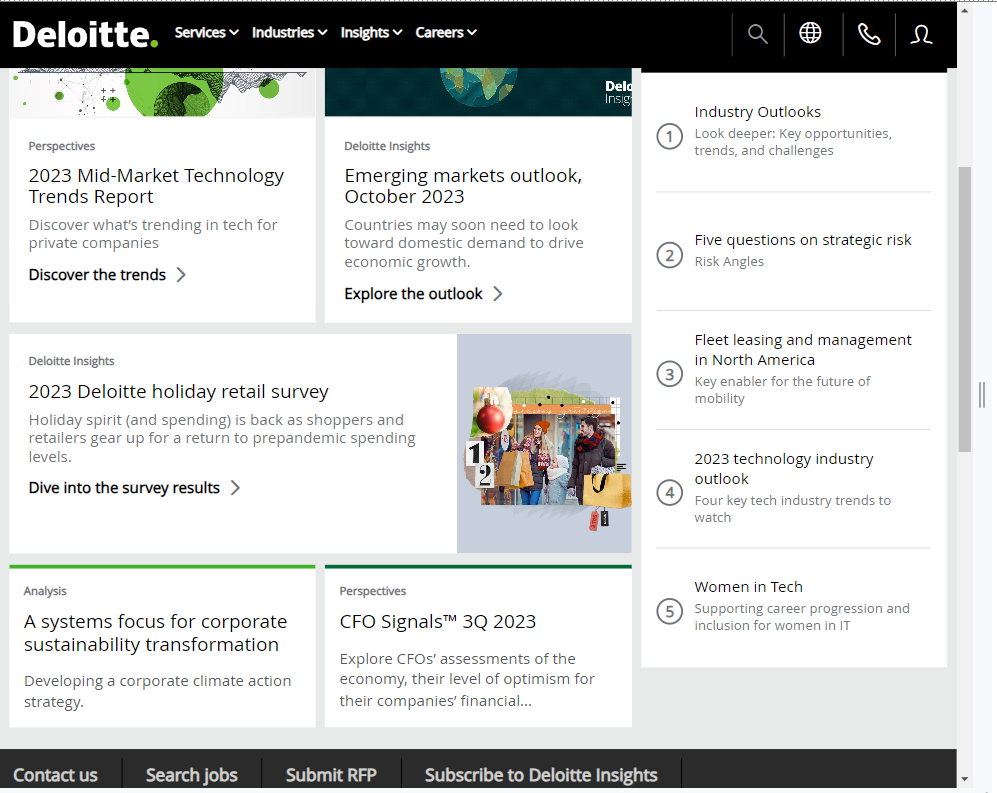 Deloitte.
Services
Industries
Insights
Careers
Perspectives
2023 Mid-Market Technology
Trends Report
Discover what's trending in tech for
private companies
Discover the trends
Deloitte Insights
Emerging markets outlook,
October 2023
Countries may soon need to look
toward domestic demand to drive
economic growth.
Explore the outlook
Deloitte Insights
2023 Deloitte holiday retail survey
Holiday spirit (and spending) is back as shoppers and
retailers gear up for a return to prepandemic spending
levels.
Dive into the survey results
season's greetings
12
Analysis
A systems focus for corporate
sustainability transformation
Developing a corporate climate action
strategy.
Perspectives
CFO Signals™ 3Q 2023
Explore CFOs' assessments of the
economy, their level of optimism for
their companies' financial...
1
Industry Outlooks
Look deeper: Key opportunities,
trends, and challenges
2
Five questions on strategic risk
Risk Angles
3
Fleet leasing and management
in North America
Key enabler for the future of
mobility
4
2023 technology industry
outlook
Four key tech industry trends to
watch
5
Women in Tech
Supporting career progression and
inclusion for women in IT
Contact us
Search jobs
Submit RFP
Subscribe to Deloitte Insights